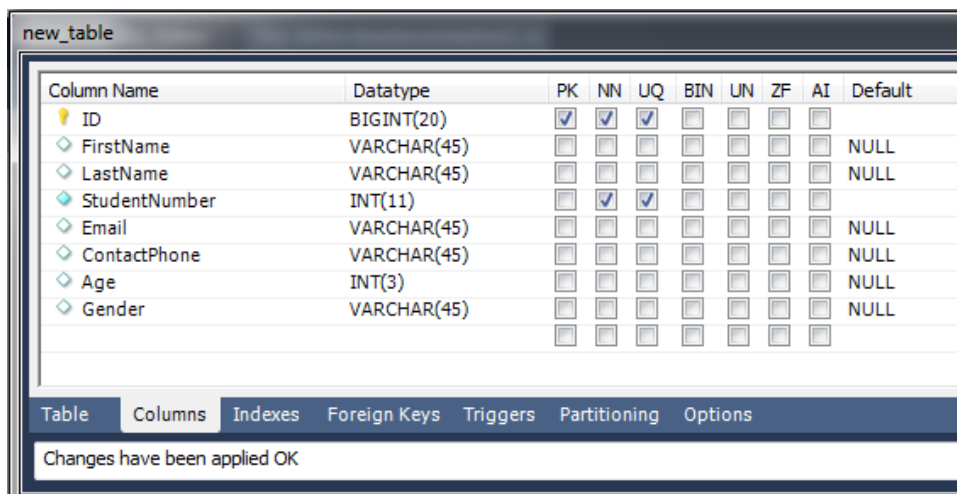 new_table
Column Name Datatype PK NN UQ BIN UN ZF AI Default
ID BIGINT(20)
FirstName VARCHAR(45) NULL
LastName VARCHAR(45) NULL
StudentNumber INT(11)
Email VARCHAR(45) NULL
ContactPhone VARCHAR(45) NULL
Age INT(3) NULL
Gender VARCHAR(45) NULL
Table Columns Indexes Foreign Keys Triggers Partitioning Options
Changes have been applied OK